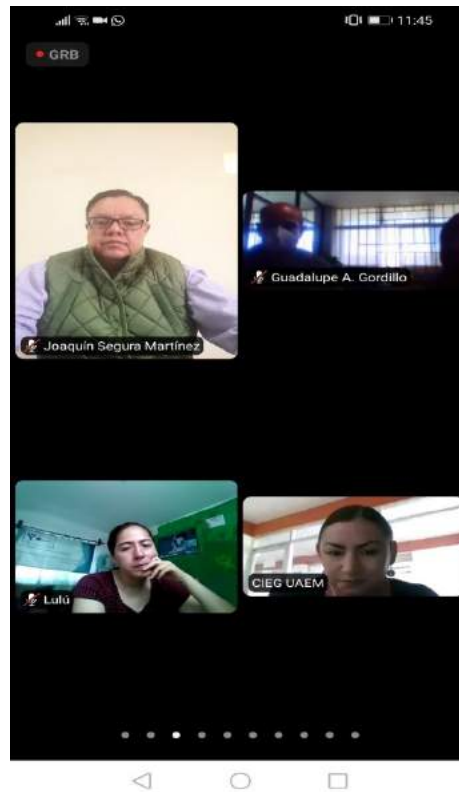 11:45
GRB
Joaquín Segura Martínez
Guadalupe A. Gordillo
Lulú
CIEG UAEM